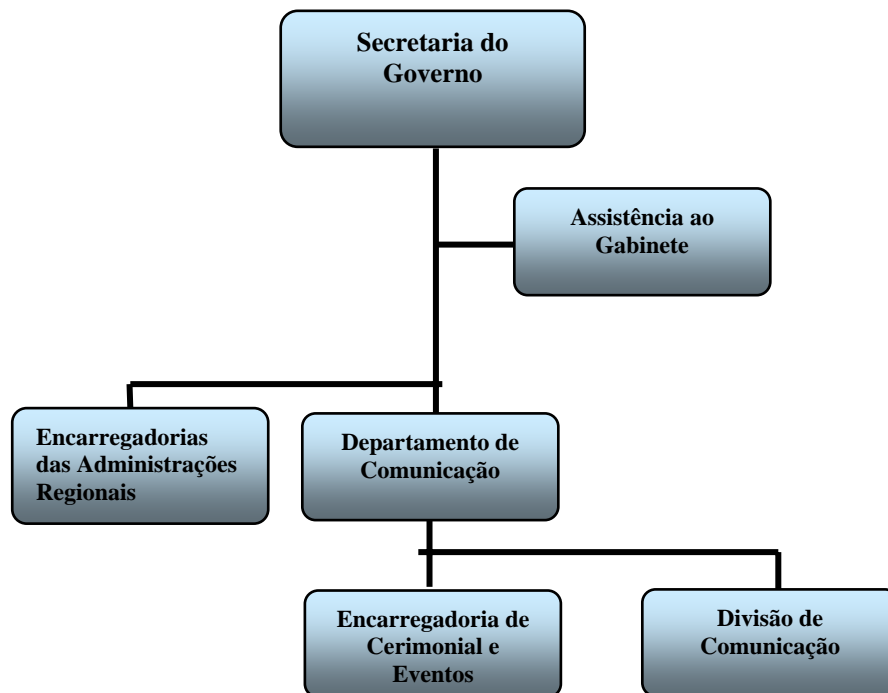 Secretaria do
Governo
Assistência ao
Gabinete
Encarregadorias
das Administrações
Regionais
Departamento de
Comunicação
Encarregadoria de
Cerimonial e
Eventos
Divisão de
Comunicação